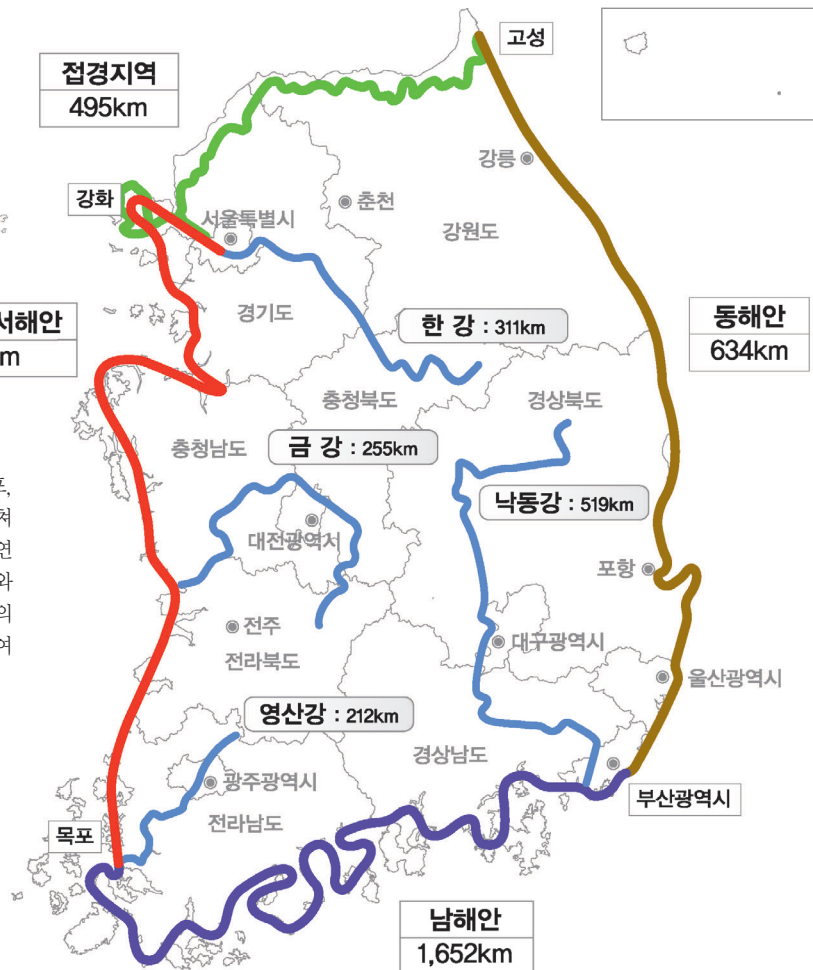 고성
접경지역
495km
강릉
강화
춘천
서울특별시
강원도
서해안
경기도
한 강 : 311km
동해안
634km
충청북도
경상북도
충청남도
금 강 : 255km
낙동강 : 519km
대전광역시
쳐
연
와
의
여
포항
전주
대구광역시
전라북도
울산광역시
영산강 : 212km
경상남도
광주광역시
부산광역시
전라남도
목포
남해안
1,652km